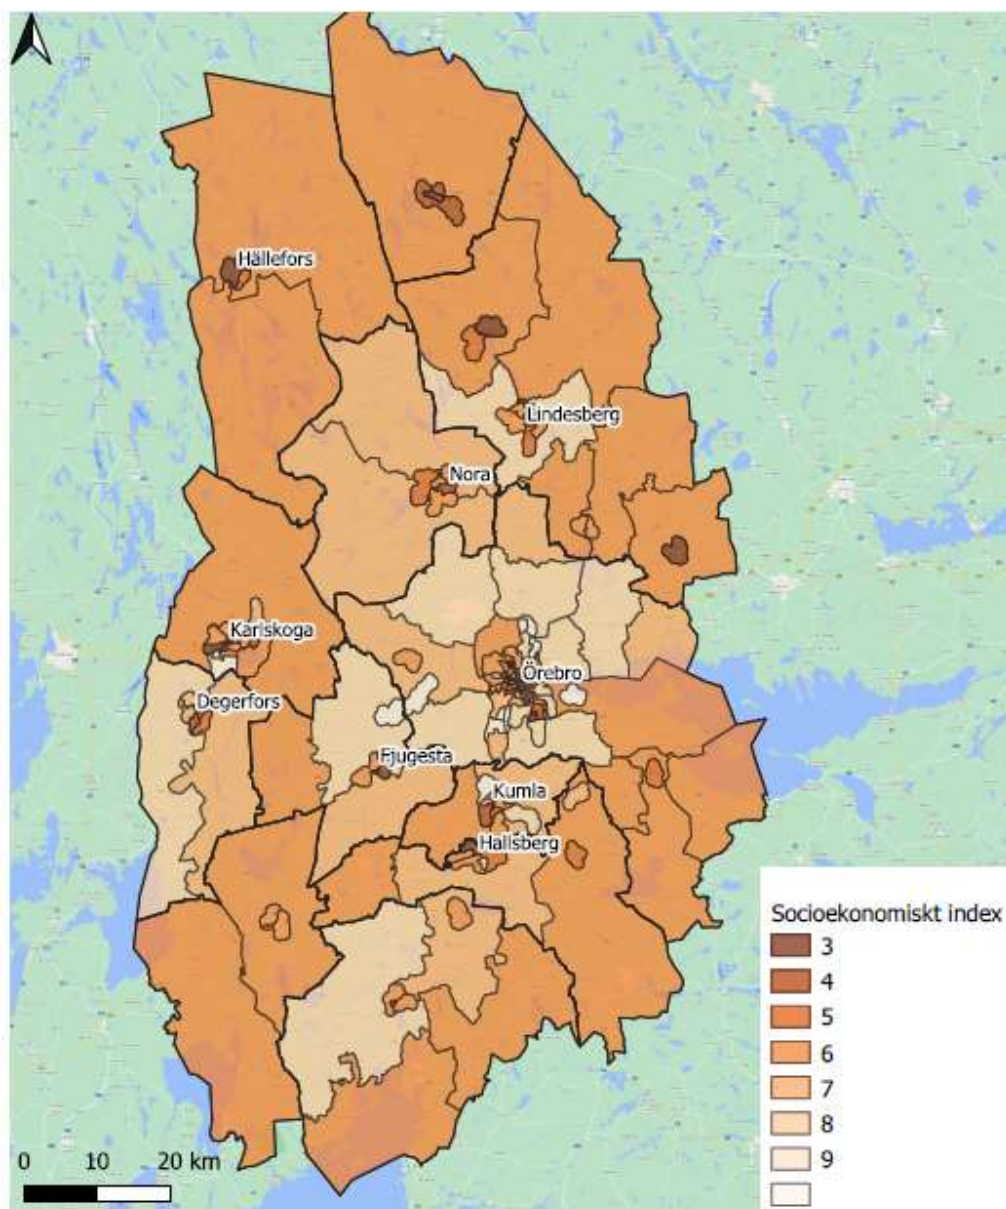 Hällefors
Lindesberg
Nora
Karlskoga
Örebro
Degerfors
Fjugesta
Kumla
Hallsberg
Socioekonomiskt index
3
4
5
6
7
8
9
0 10 20 km